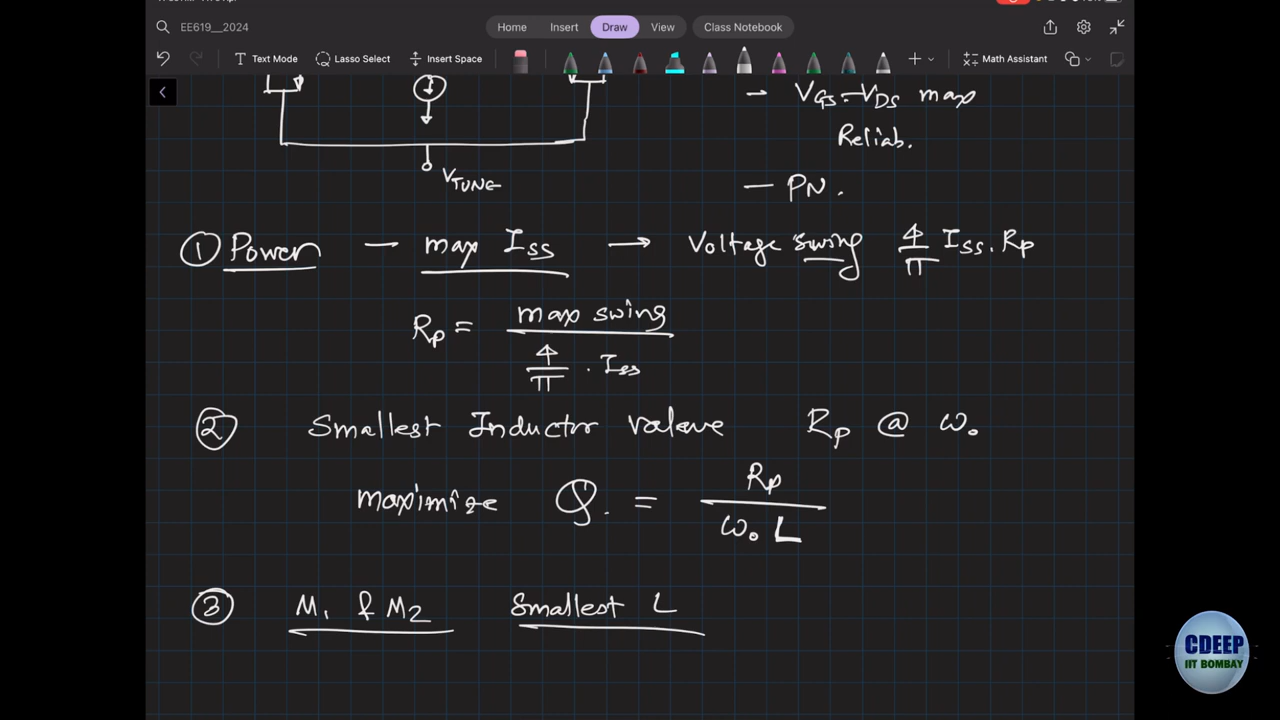 EE619__2024
Home Insert Draw View Class Notebook
Text Mode Lasso Select Insert Space Math Assistant
- VGS=VDS max
Reliab.
VTUNE
- PN.
① Power - max ISS → Voltage swing 4/π ISS.Rp
Rp = max swing / 4/π . ISS
② Smallest Inductor value Rp @ ω0
maximize Q. = Rp / ω0 L
③ M1 & M2 Smallest L
CDEEP
IIT BOMBAY